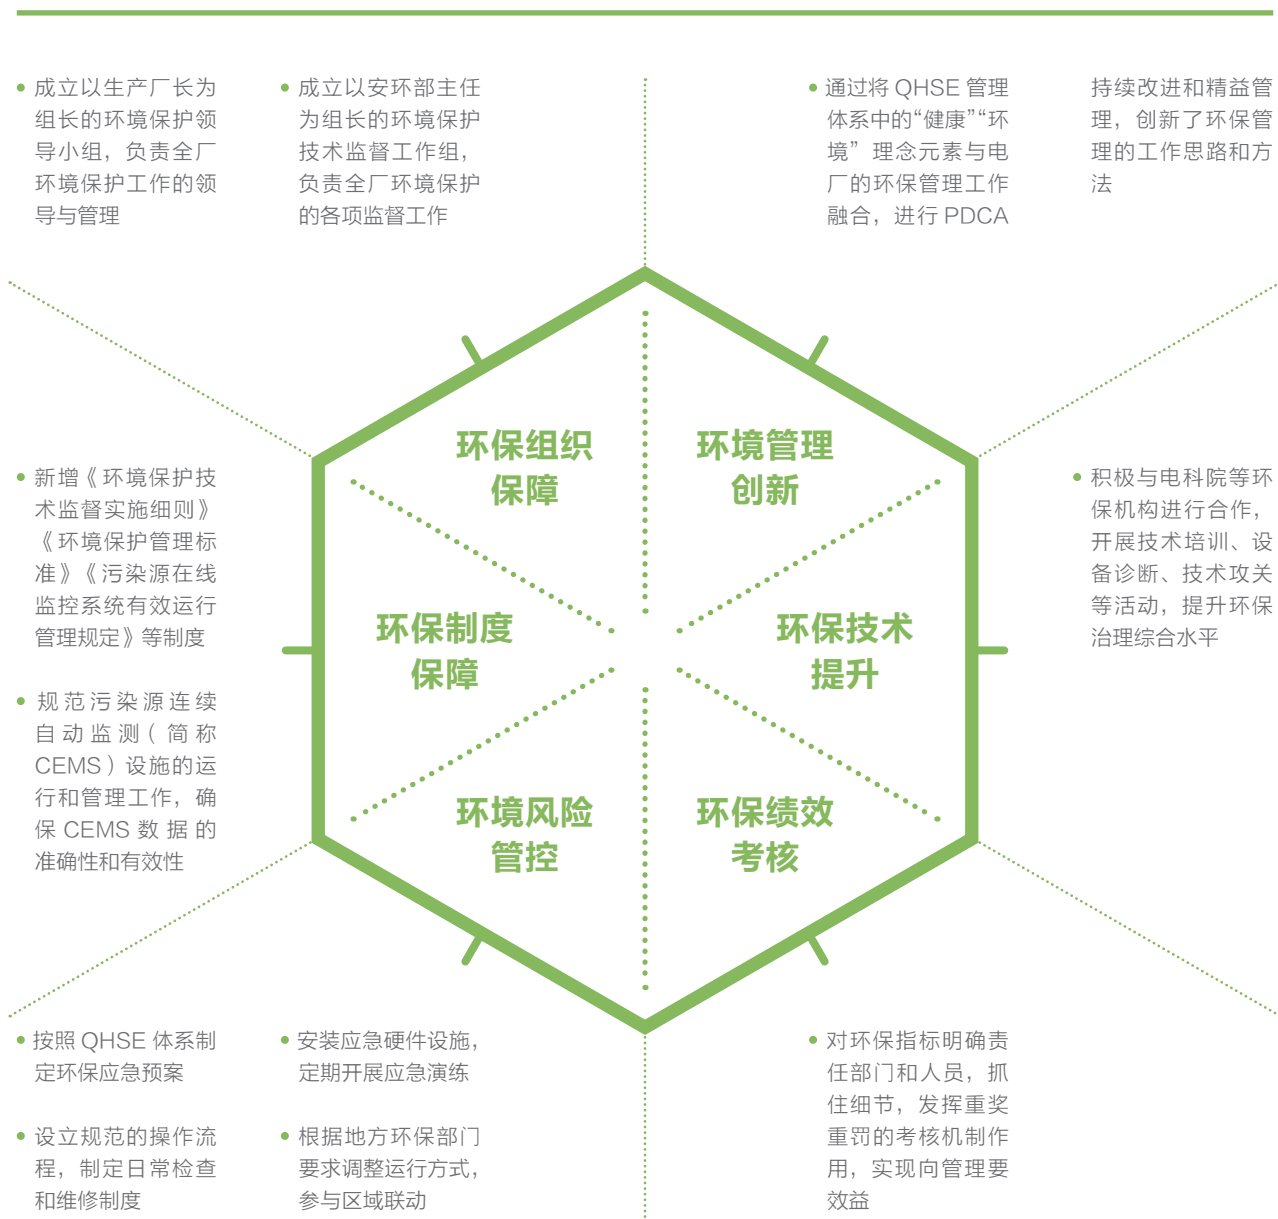 成立以生产厂长为
组长的环境保护领
导小组，负责全厂
环境保护工作的领
导与管理
成立以安环部主任
为组长的环境保护
技术监督工作组，
负责全厂环境保护
的各项监督工作
通过将 QHSE 管理
体系中的“健康”“环
境”理念元素与电
厂的环保管理工作
融合，进行 PDCA
持续改进和精益管
理，创新了环保管
理的工作思路和方
法
环保组织
保障
环境管理
创新
新增《环境保护技
术监督实施细则》
《环境保护管理标
准》《污染源在线
监控系统有效运行
管理规定》等制度
规范污染源连续
自动监测（简称
CEMS）设施的运
行和管理工作，确
保 CEMS 数据的
准确性和有效性
环保制度
保障
环保技术
提升
积极与电科院等环
保机构进行合作，
开展技术培训、设
备诊断、技术攻关
等活动，提升环保
治理综合水平
环境风险
管控
环保绩效
考核
按照 QHSE 体系制
定环保应急预案
设立规范的操作流
程，制定日常检查
和维修制度
安装应急硬件设施，
定期开展应急演练
根据地方环保部门
要求调整运行方式，
参与区域联动
对环保指标明确责
任部门和人员，抓
住细节，发挥重奖
重罚的考核机制作
用，实现向管理要
效益